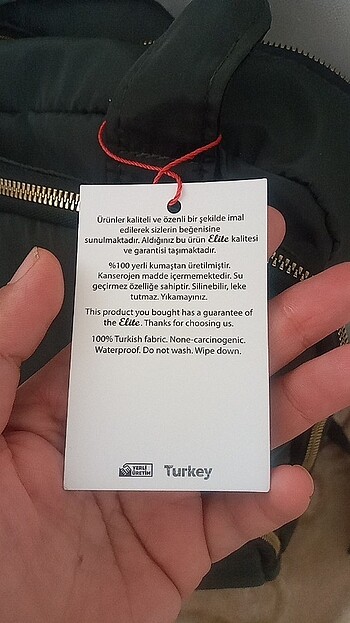 Ürünler kaliteli ve özenli bir şekilde imal
edilerek sizlerin beğenisine
sunulmaktadır. Aldığınız bu ürün Elite kalitesi
ve garantisi taşımaktadır.
%100 yerli kumaştan üretilmiştir.
Kanserojen madde içermemektedir. Su
geçirmez özelliğe sahiptir. Silinebilir, leke
tutmaz. Yıkamayınız.
This product you bought has a guarantee of
the Elite. Thanks for choosing us.
100% Turkish fabric. None-carcinogenic.
Waterproof. Do not wash. Wipe down.
YERLİ
ÜRETİM
Turkey